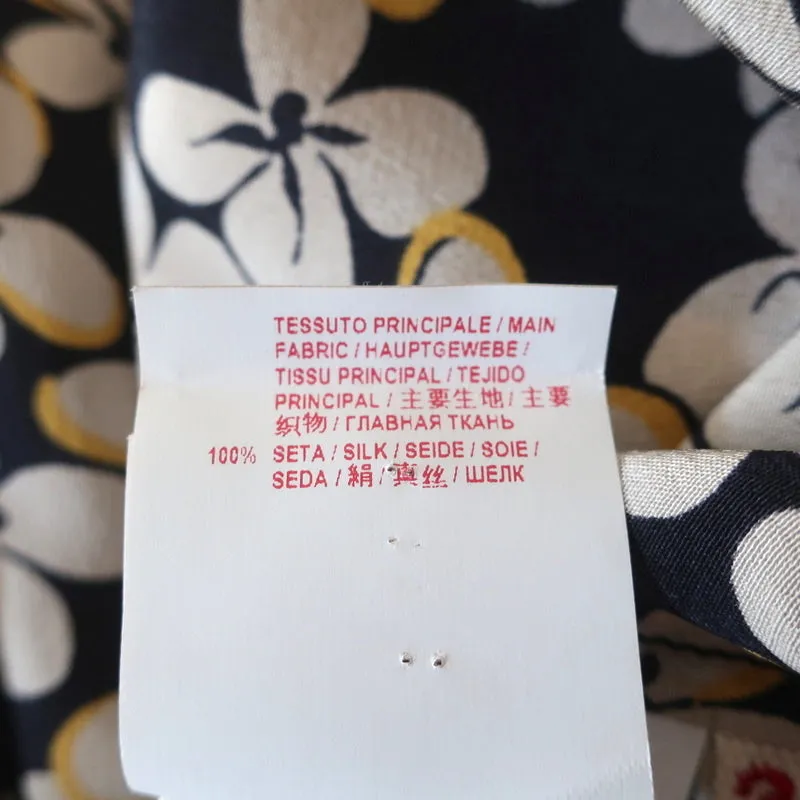 TESSUTO PRINCIPALE / MAIN
FABRIC / HAUPTGEWEBE /
TISSU PRINCIPAL / TEJIDO
PRINCIPAL / 主要生地 / 主要
织物 / ГЛАВНАЯ ТКАНЬ
100% SETA / SILK / SEIDE / SOIE /
SEDA / 絹 / 真丝 / ШЕЛК